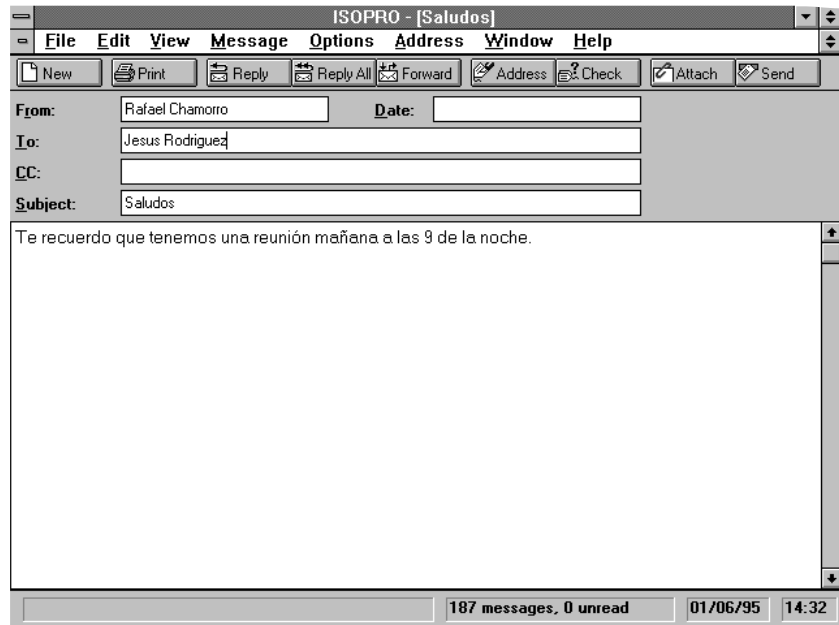 ISOPRO - [Saludos]
File Edit View Message Options Address Window Help
New Print Reply Reply All Forward Address Check Attach Send
From: Rafael Chamorro Date:
To: Jesus Rodriguez
CC:
Subject: Saludos
Te recuerdo que tenemos una reunión mañana a las 9 de la noche.
187 messages, 0 unread 01/06/95 14:32